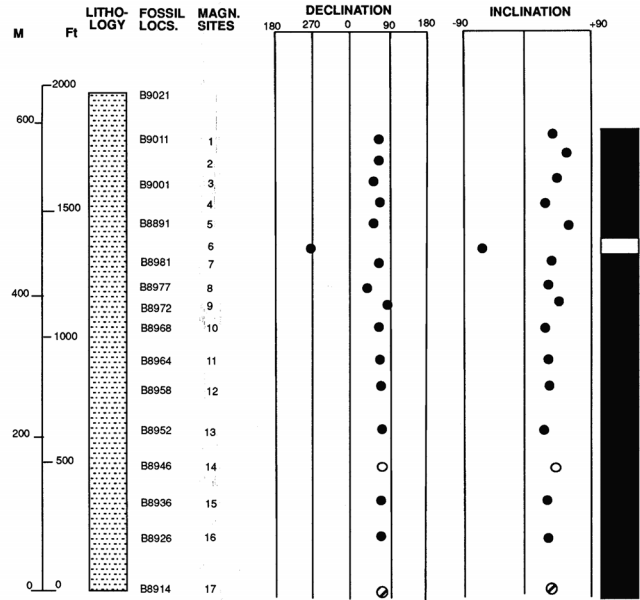 M Ft LITHO- FOSSIL MAGN. DECLINATION INCLINATION
LOGY LOCS. SITES 180 270 0 90 180 -90 +90
2000 B9021
600
B9011 1
2
B9001 3
4
1500 B8891 5
6
B8981 7
400 B8977 8
B8972 9
B8968 10
1000
B8964 11
B8958 12
200 B8952 13
500 B8946 14
B8936 15
B8926 16
0 0 B8914 17